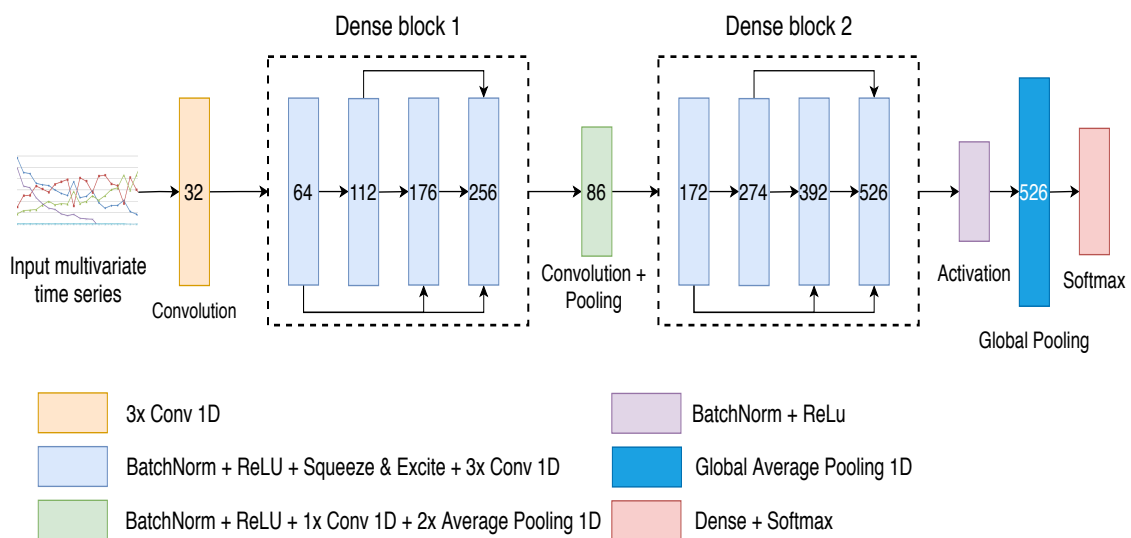 Dense block 1
Dense block 2
32
64
112
176
256
86
172
274
392
526
526
Input multivariate
time series
Convolution
Convolution +
Pooling
Activation
Softmax
Global Pooling
3x Conv 1D
BatchNorm + ReLu
BatchNorm + ReLU + Squeeze & Excite + 3x Conv 1D
Global Average Pooling 1D
BatchNorm + ReLU + 1x Conv 1D + 2x Average Pooling 1D
Dense + Softmax